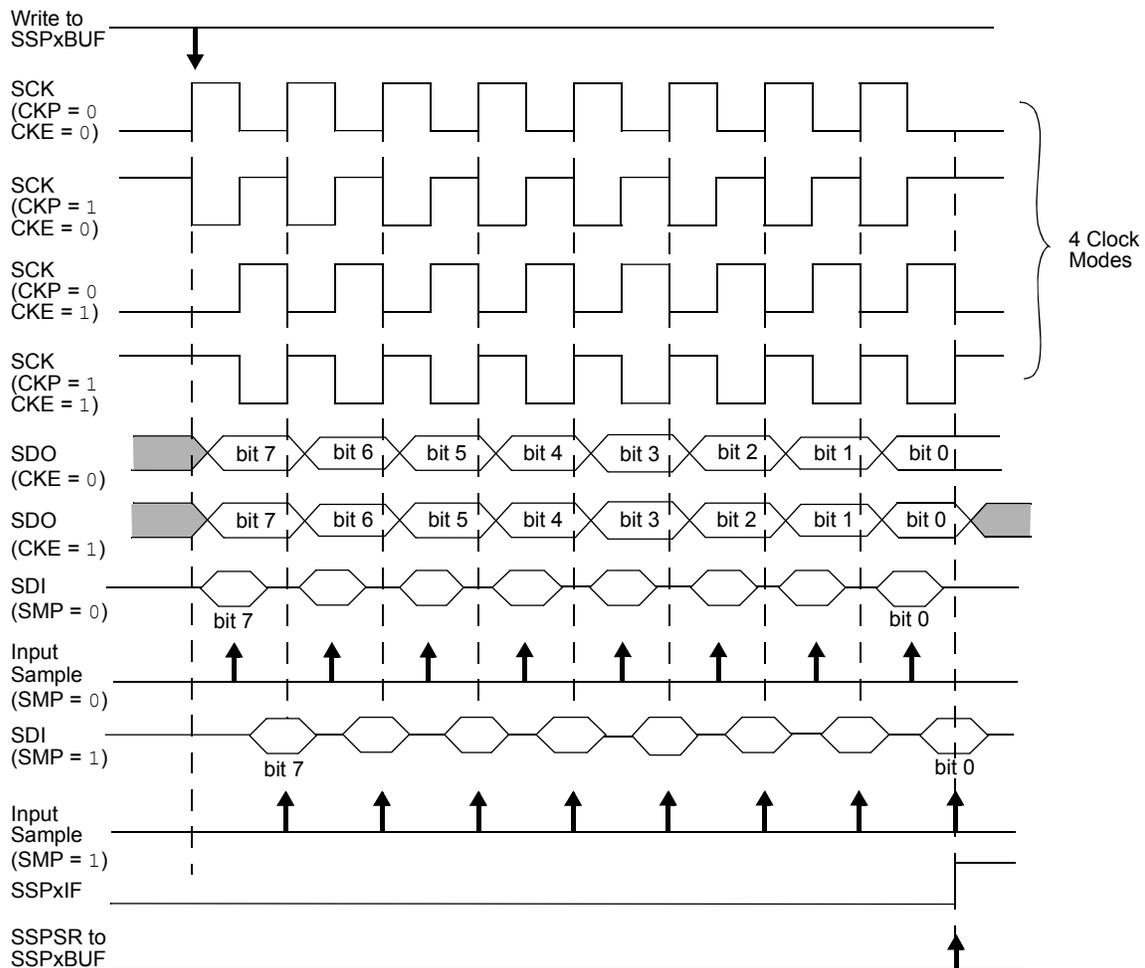 Write to
SSPxBUF
SCK
(CKP = 0
CKE = 0)
SCK
(CKP = 1
CKE = 0)
SCK
(CKP = 0
CKE = 1)
SCK
(CKP = 1
CKE = 1)
4 Clock
Modes
SDO
(CKE = 0)
bit 7 bit 6 bit 5 bit 4 bit 3 bit 2 bit 1 bit 0
SDO
(CKE = 1)
bit 7 bit 6 bit 5 bit 4 bit 3 bit 2 bit 1 bit 0
SDI
(SMP = 0)
bit 7 bit 0
Input
Sample
(SMP = 0)
SDI
(SMP = 1)
bit 7 bit 0
Input
Sample
(SMP = 1)
SSPxIF
SSPSR to
SSPxBUF